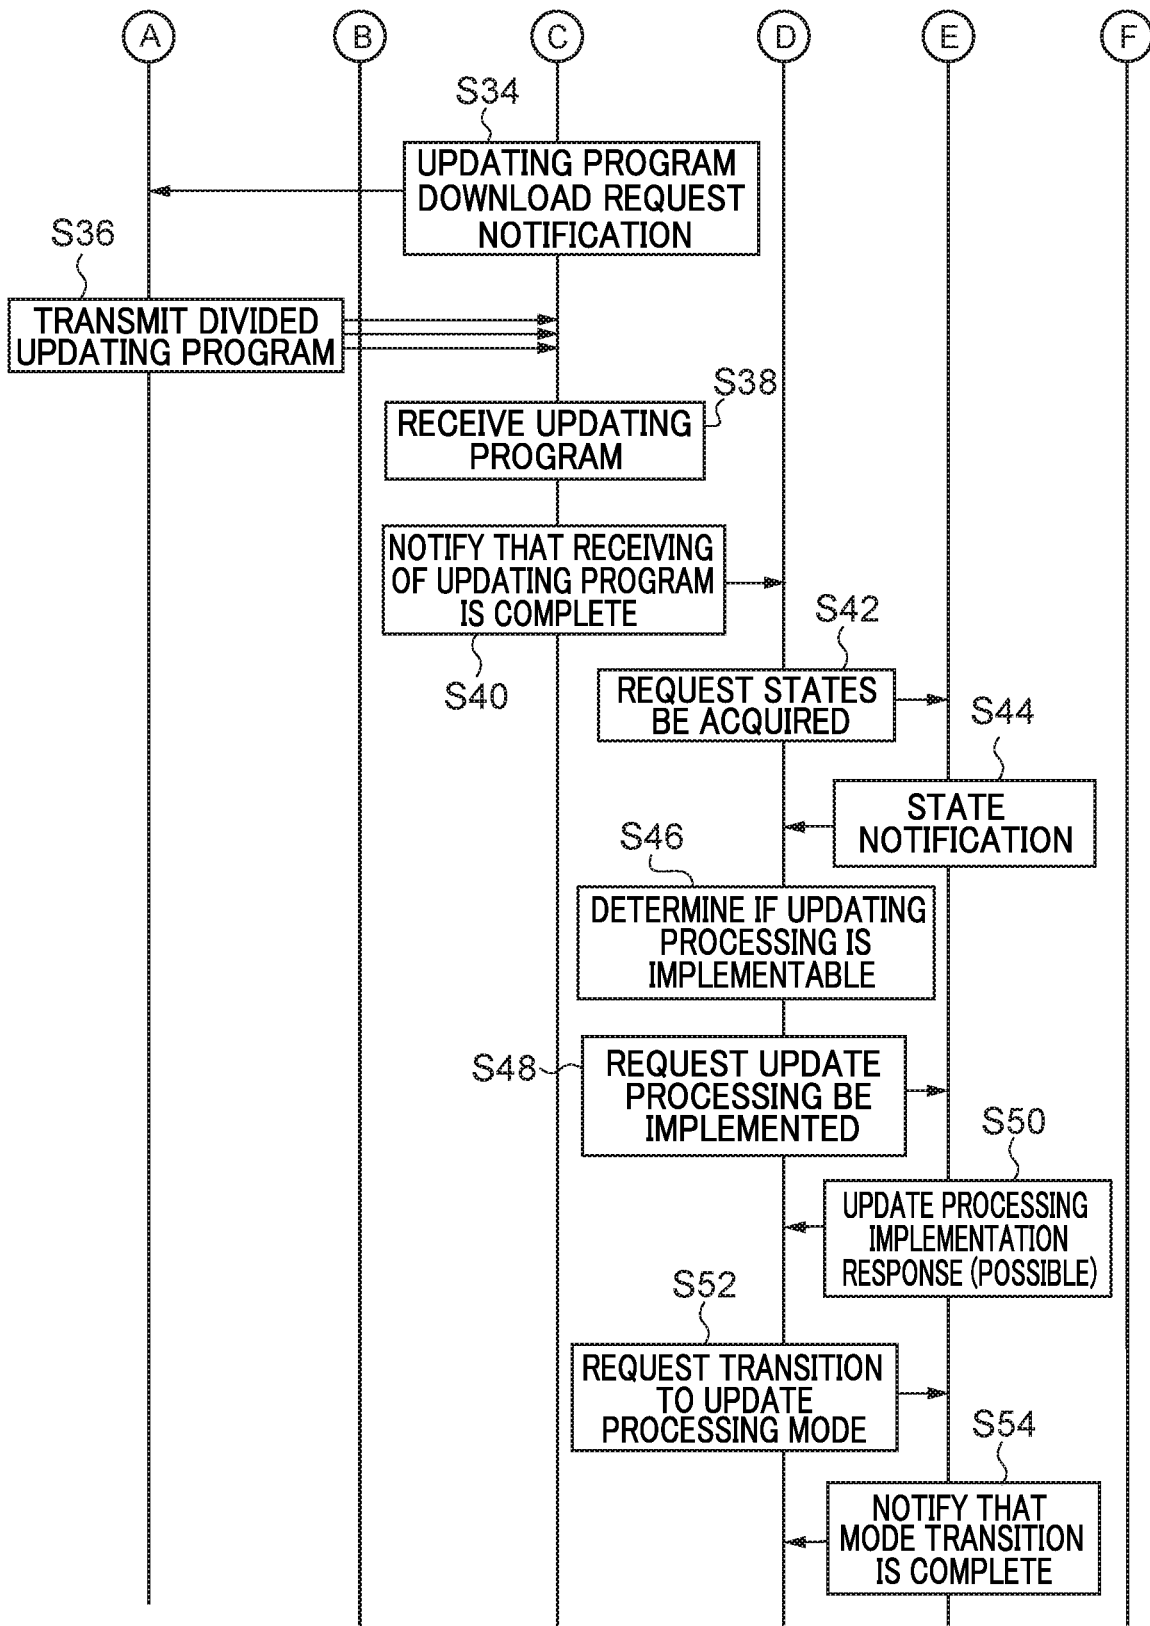 A B C D E F
S34
UPDATING PROGRAM
DOWNLOAD REQUEST
NOTIFICATION
S36
TRANSMIT DIVIDED
UPDATING PROGRAM
S38
RECEIVE UPDATING
PROGRAM
NOTIFY THAT RECEIVING
OF UPDATING PROGRAM
IS COMPLETE
S40
S42
REQUEST STATES
BE ACQUIRED
S44
STATE
NOTIFICATION
S46
DETERMINE IF UPDATING
PROCESSING IS
IMPLEMENTABLE
S48
REQUEST UPDATE
PROCESSING BE
IMPLEMENTED
S50
UPDATE PROCESSING
IMPLEMENTATION
RESPONSE (POSSIBLE)
S52
REQUEST TRANSITION
TO UPDATE
PROCESSING MODE
S54
NOTIFY THAT
MODE TRANSITION
IS COMPLETE